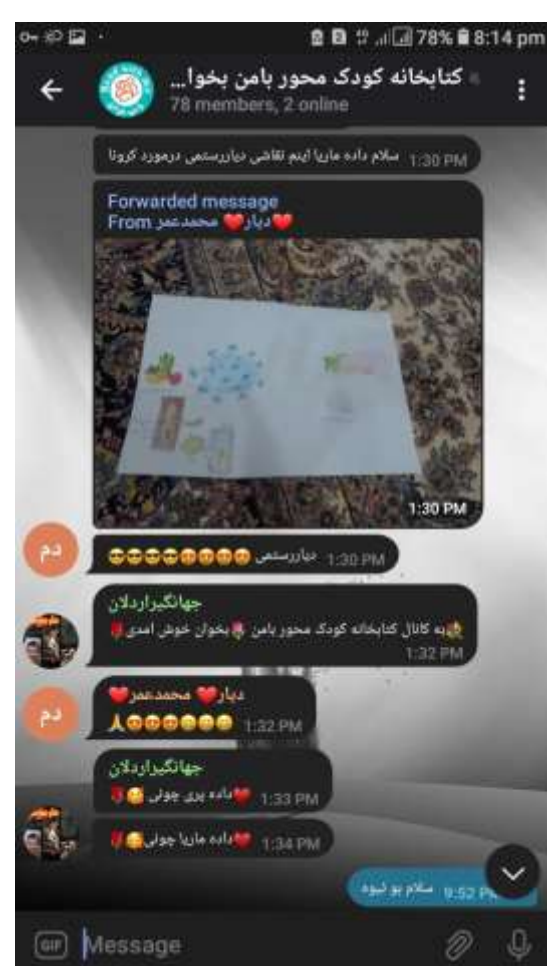 78% 8:14 pm
کتابخانه کودک محور بامن بخوا...
78 members, 2 online
سلام داده ماریا اینم نقاشی دیاررستمی درمورد کرونا 1:30 PM
Forwarded message
From دیار❤️ محمدعمر❤️
1:30 PM
دم
دیاررستمی 😎😎😎😎😍😍😍😍 1:30 PM
جهانگیراردلان
به کانال کتابخانه کودک محور بامن🌷بخوان خوش امدی🌹
1:32 PM
دم
دیار❤️ محمدعمر❤️
1:32 PM
جهانگیراردلان
❤️داده پری چونی🥰🌹 1:33 PM
❤️داده ماریا چونی🥰🌹 1:34 PM
سلام بو ئیوه 9:52 PM
GIF Message